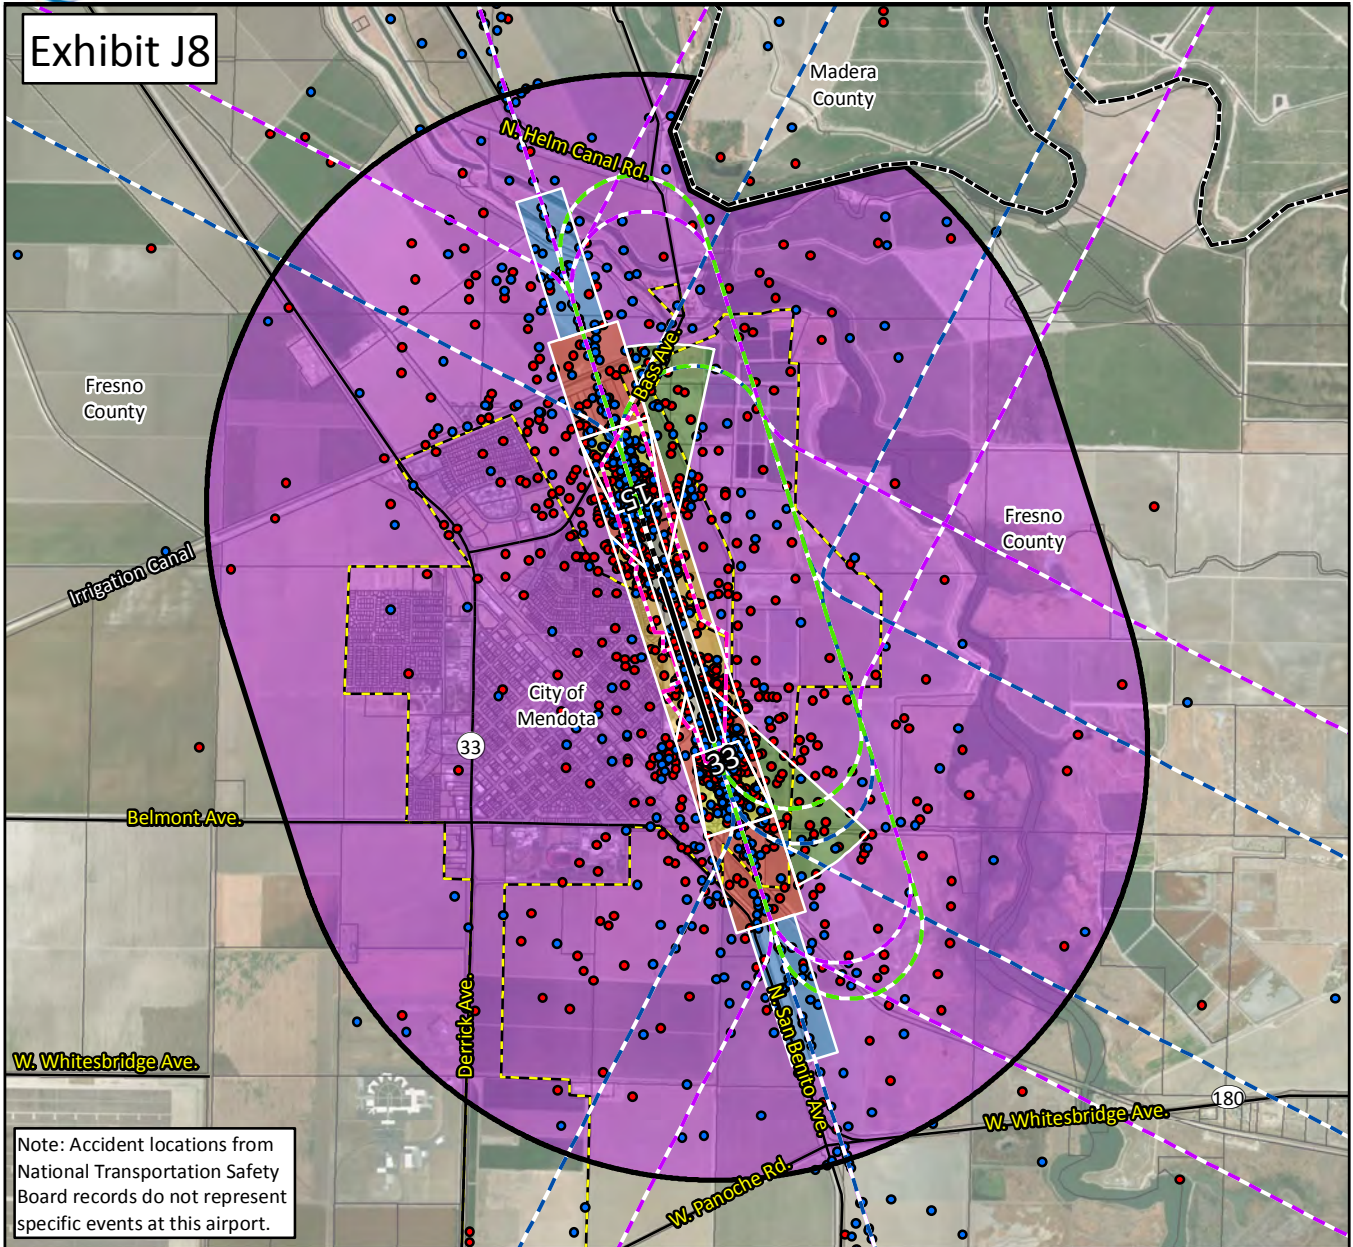 Exhibit J8
Madera
County
N. Helm Canal Rd.
Bass Ave.
Fresno
County
15
Fresno
County
Irrigation Canal
City of
Mendota
33
33
Belmont Ave.
Derrick Ave.
N. San Benito Ave.
W. Whitesbridge Ave.
180
W. Whitesbridge Ave.
W. Panoche Rd.
Note: Accident locations from
National Transportation Safety
Board records do not represent
specific events at this airport.